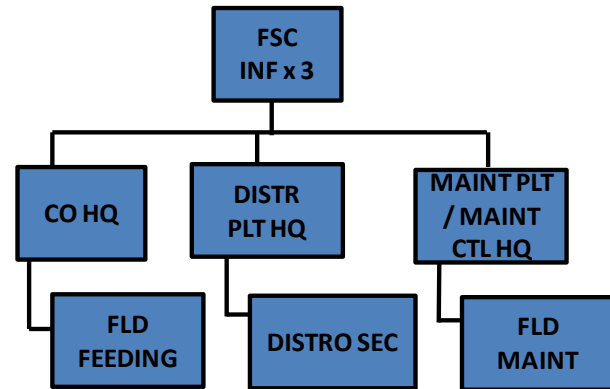 FSC
INF x 3
CO HQ
DISTR
PLT HQ
MAINT PLT
/ MAINT
CTL HQ
FLD
FEEDING
DISTRO SEC
FLD
MAINT